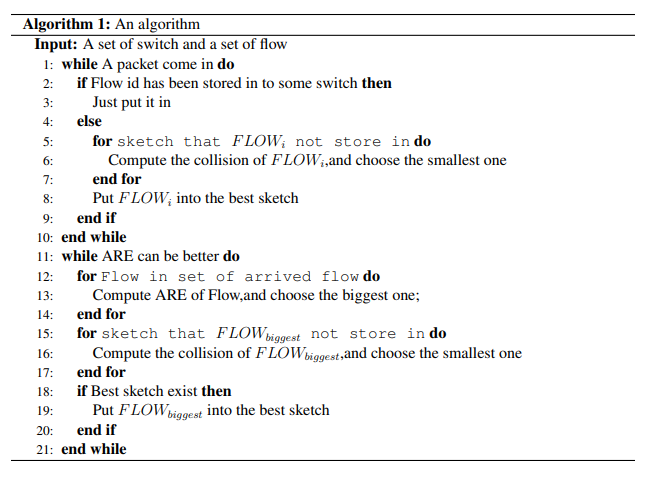 Algorithm 1: An algorithm
Input: A set of switch and a set of flow
1: while A packet come in do
2: if Flow id has been stored in to some switch then
3: Just put it in
4: else
5: for sketch that FLOW_i not store in do
6: Compute the collision of FLOW_i,and choose the smallest one
7: end for
8: Put FLOW_i into the best sketch
9: end if
10: end while
11: while ARE can be better do
12: for Flow in set of arrived flow do
13: Compute ARE of Flow,and choose the biggest one;
14: end for
15: for sketch that FLOW_biggest not store in do
16: Compute the collision of FLOW_biggest,and choose the smallest one
17: end for
18: if Best sketch exist then
19: Put FLOW_biggest into the best sketch
20: end if
21: end while